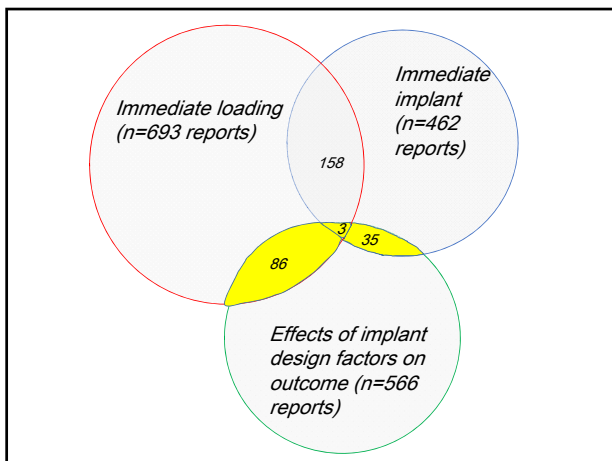 Immediate loading
(n=693 reports)
Immediate
implant
(n=462
reports)
158
3
35
86
Effects of implant
design factors on
outcome (n=566
reports)